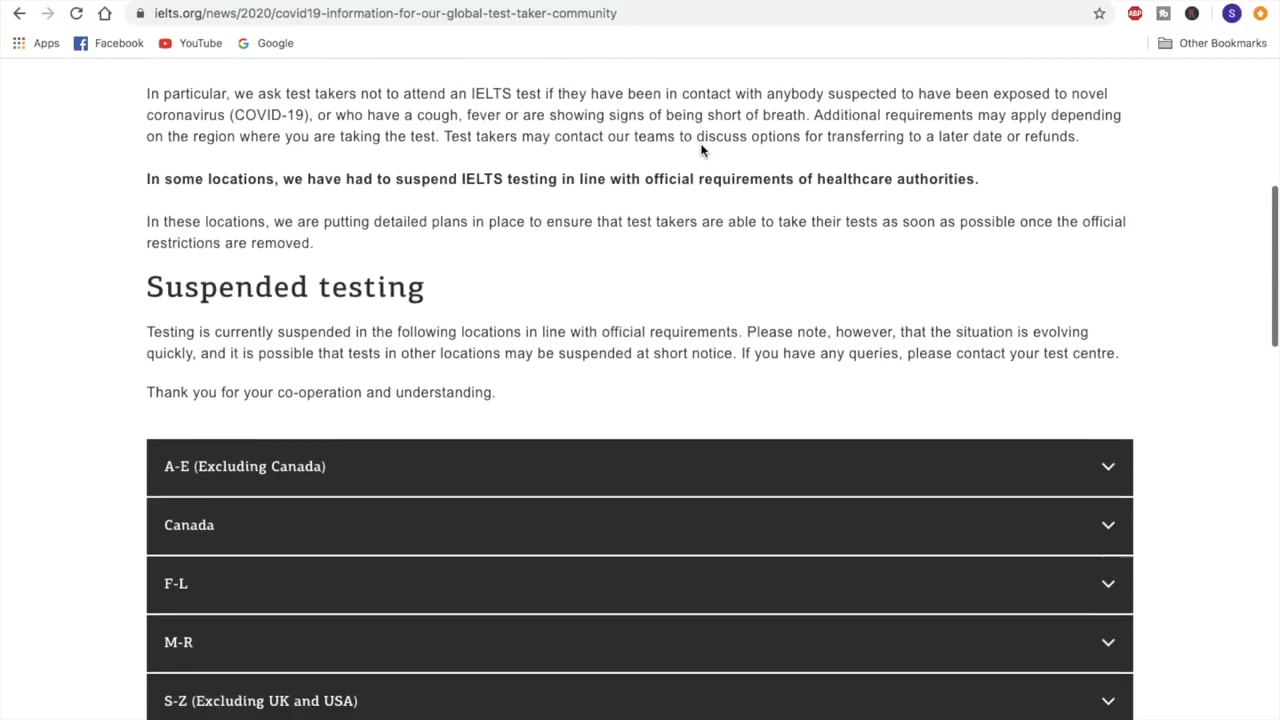 ielts.org/news/2020/covid19-information-for-our-global-test-taker-community
ABP
S
Apps
Facebook
YouTube
Google
Other Bookmarks
In particular, we ask test takers not to attend an IELTS test if they have been in contact with anybody suspected to have been exposed to novel
coronavirus (COVID-19), or who have a cough, fever or are showing signs of being short of breath. Additional requirements may apply depending
on the region where you are taking the test. Test takers may contact our teams to discuss options for transferring to a later date or refunds.
In some locations, we have had to suspend IELTS testing in line with official requirements of healthcare authorities.
In these locations, we are putting detailed plans in place to ensure that test takers are able to take their tests as soon as possible once the official
restrictions are removed.
Suspended testing
Testing is currently suspended in the following locations in line with official requirements. Please note, however, that the situation is evolving
quickly, and it is possible that tests in other locations may be suspended at short notice. If you have any queries, please contact your test centre.
Thank you for your co-operation and understanding.
A-E (Excluding Canada)
Canada
F-L
M-R
S-Z (Excluding UK and USA)